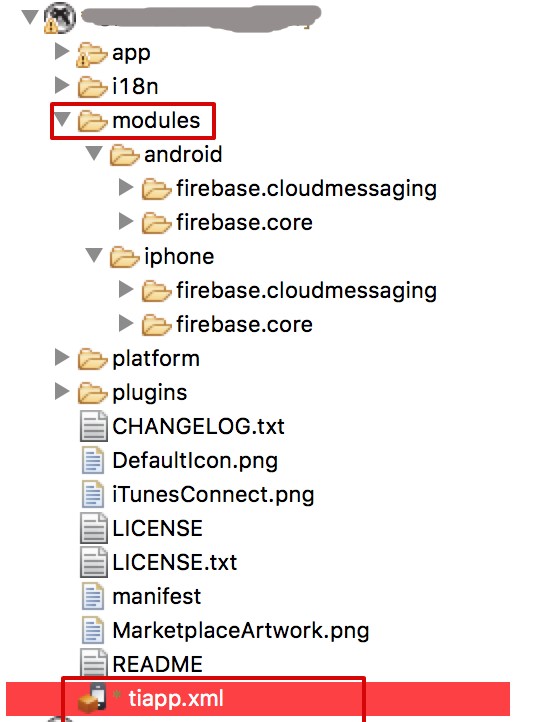 app
i18n
modules
android
firebase.cloudmessaging
firebase.core
iphone
firebase.cloudmessaging
firebase.core
platform
plugins
CHANGELOG.txt
DefaultIcon.png
iTunesConnect.png
LICENSE
LICENSE.txt
manifest
MarketplaceArtwork.png
README
* tiapp.xml